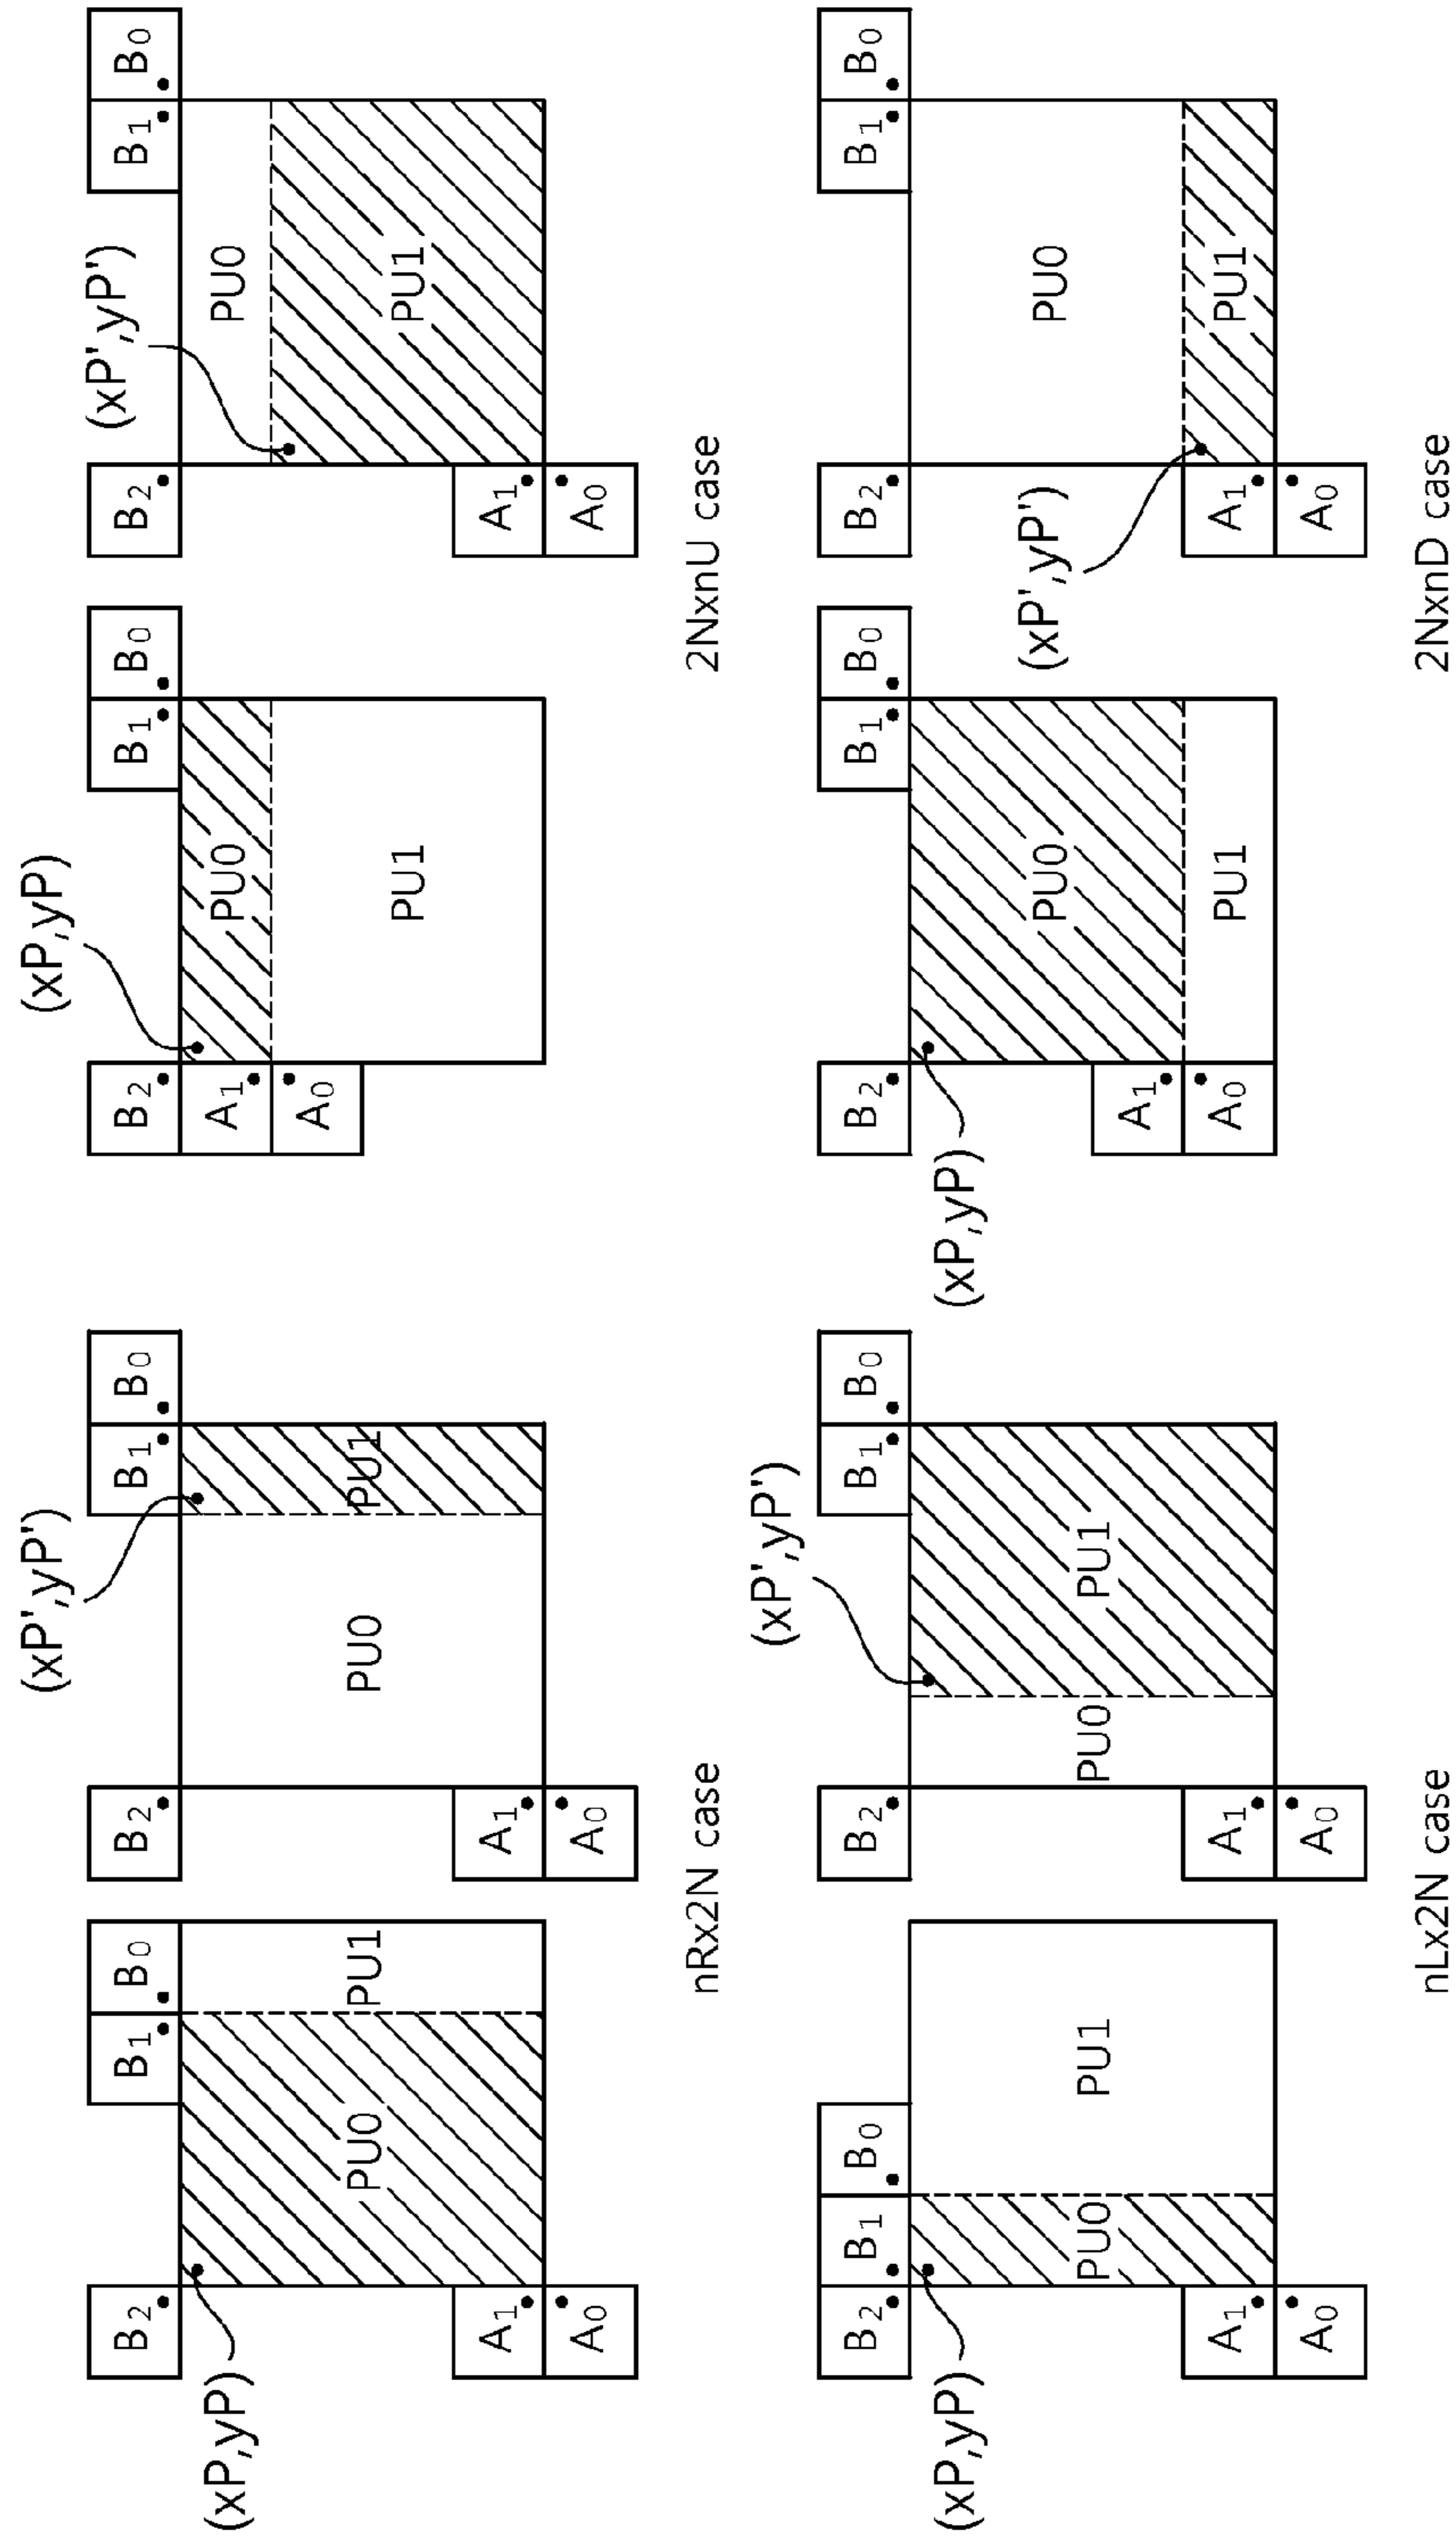 B2 B1 B0
(xP,yP)
PU0 PU1
A1
A0
(xP',yP')
B2 B1 B0
PU0 PU1
A1
A0
nRx2N case
(xP,yP)
B2 B1 B0
A1 PU0
A0
PU1
(xP',yP')
B2 B1 B0
PU0
PU1
A1
A0
2NxnU case
B2 B1 B0
(xP,yP)
PU0 PU1
A1
A0
(xP',yP')
B2 B1 B0
PU0 PU1
A1
A0
nLx2N case
B2 B1 B0
(xP,yP)
PU0
A1
A0 PU1
B2 B1 B0
(xP',yP')
PU0
A1 PU1
A0
2NxnD case